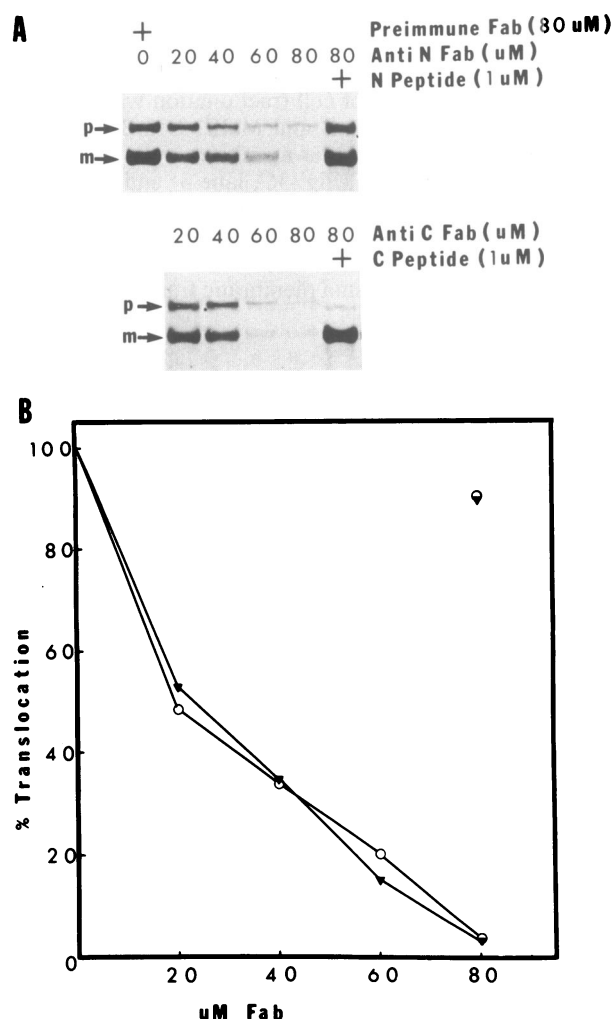 A
+ Preimmune Fab (80 uM)
0 20 40 60 80 80 Anti N Fab (uM)
+ N Peptide (1uM)
p
m
20 40 60 80 80 Anti C Fab (uM)
+ C Peptide (1uM)
p
m
B
100
80
60
40
20
0
% Translocation
20 40 60 80
uM Fab